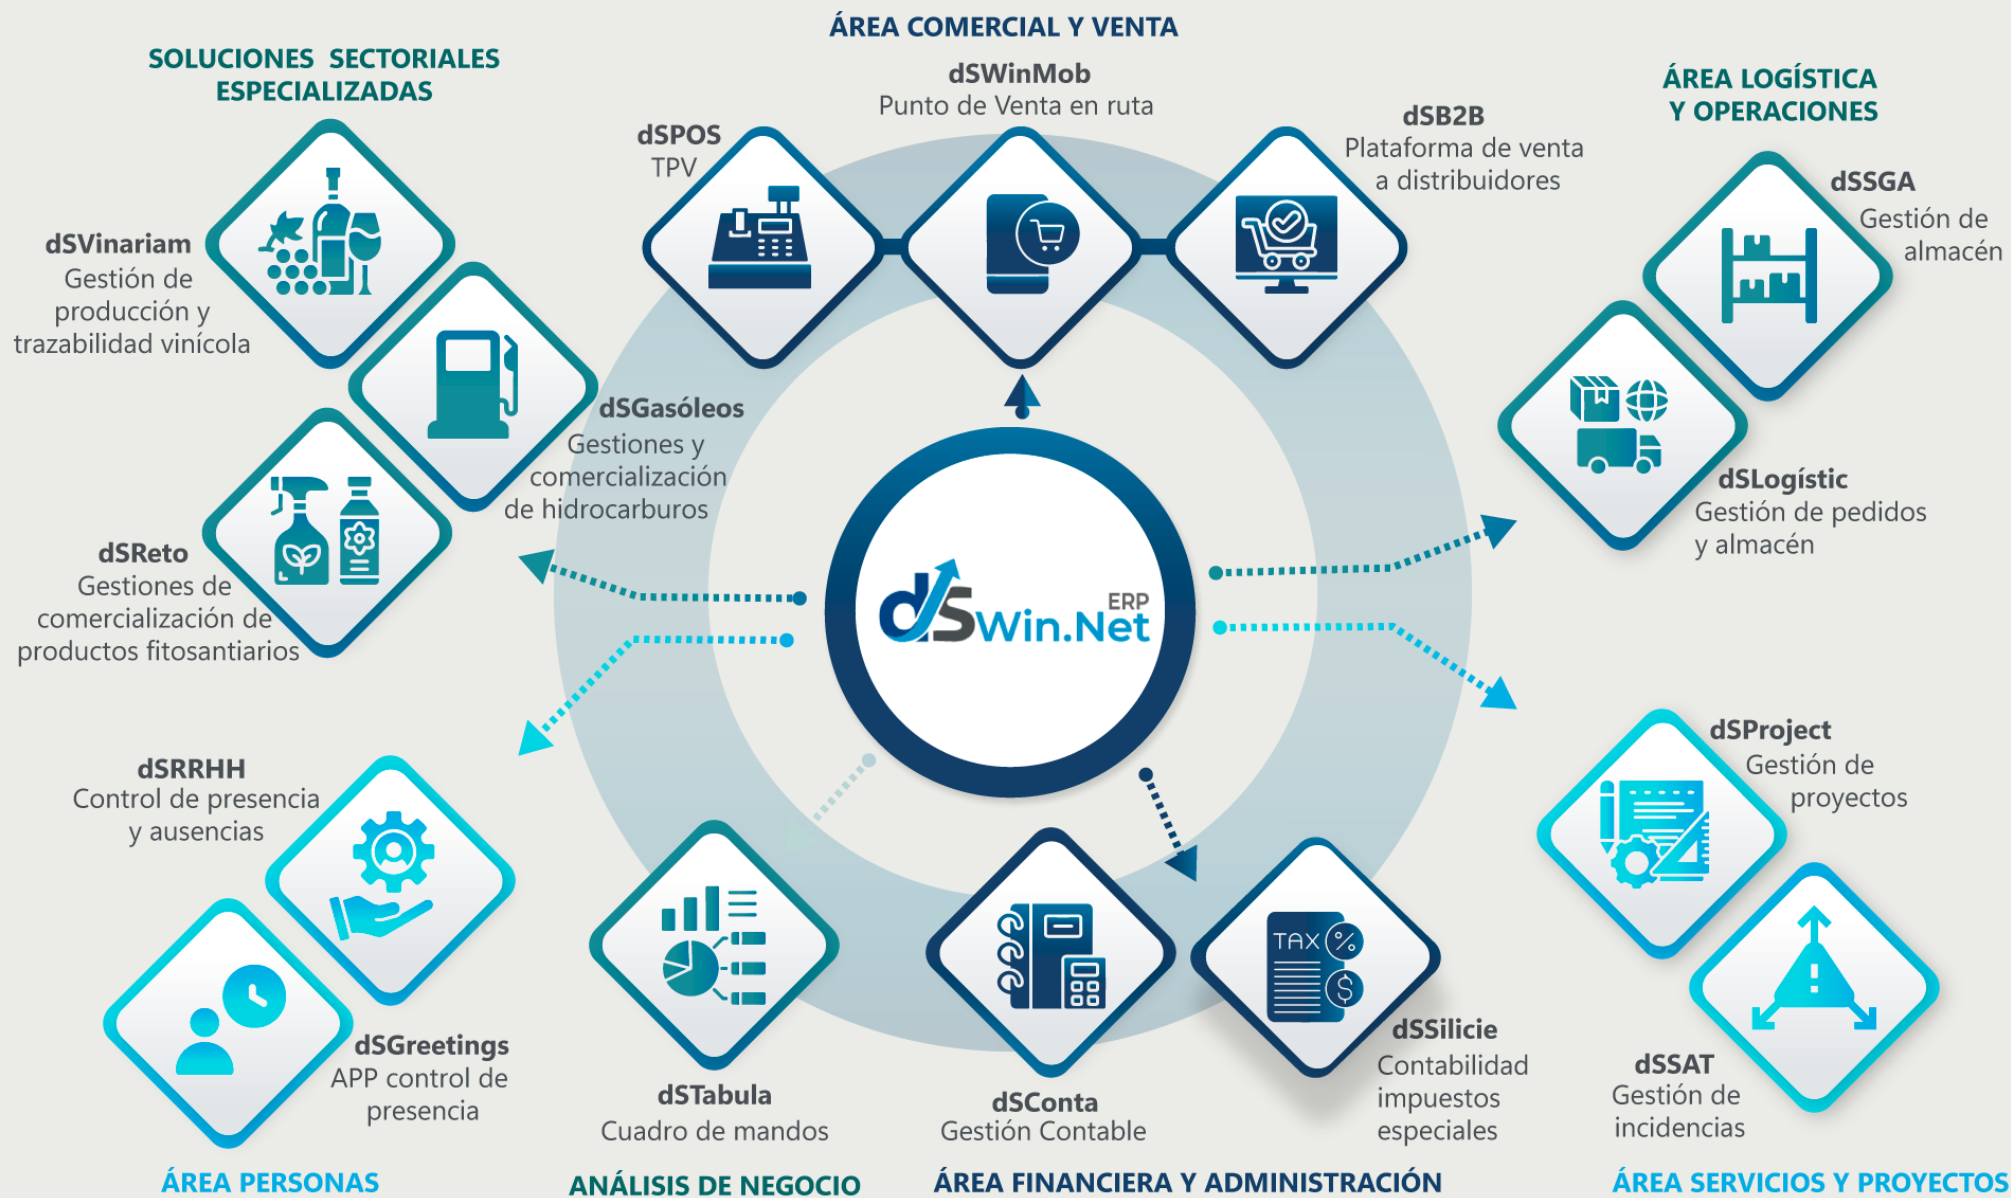 ÁREA COMERCIAL Y VENTA
SOLUCIONES SECTORIALES
ESPECIALIZADAS
dSVinariam
Gestión de
producción y
trazabilidad vinícola
dSGasóleos
Gestiones y
comercialización
de hidrocarburos
dSReto
Gestiones de
comercialización de
productos fitosantiarios
dSPOS
TPV
dSWinMob
Punto de Venta en ruta
dSB2B
Plataforma de venta
a distribuidores
ÁREA LOGÍSTICA
Y OPERACIONES
dSSGA
Gestión de
almacén
dSLogístic
Gestión de pedidos
y almacén
dSWin.Net ERP
dSRRHH
Control de presencia
y ausencias
dSGreetings
APP control de
presencia
ÁREA PERSONAS
dSTabula
Cuadro de mandos
ANÁLISIS DE NEGOCIO
dSConta
Gestión Contable
TAX %
$
dSSilicie
Contabilidad
impuestos
especiales
ÁREA FINANCIERA Y ADMINISTRACIÓN
dSProject
Gestión de
proyectos
dSSAT
Gestión de
incidencias
ÁREA SERVICIOS Y PROYECTOS